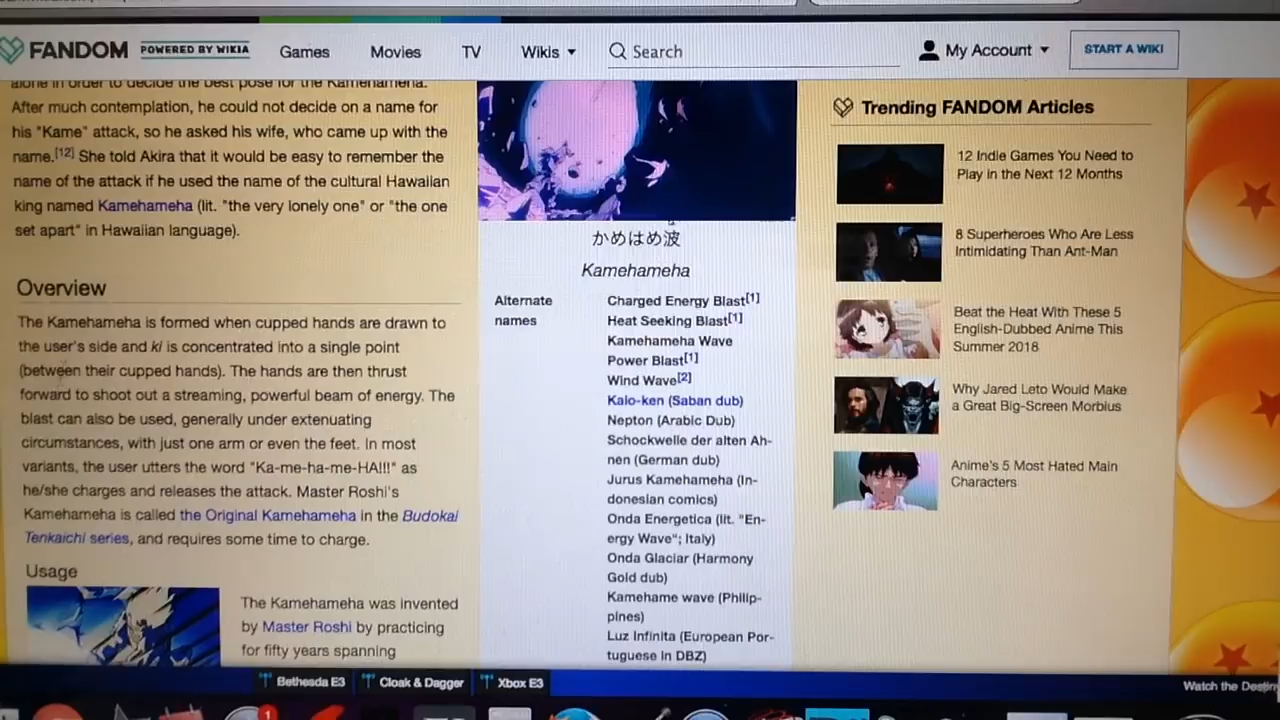 FANDOM POWERED BY WIKIA Games Movies TV Wikis Search My Account START A WIKI
alone in order to decide the best pose for the Kamehameha.
After much contemplation, he could not decide on a name for
his "Kame" attack, so he asked his wife, who came up with the
name.[12] She told Akira that it would be easy to remember the
name of the attack if he used the name of the cultural Hawaiian
king named Kamehameha (lit. "the very lonely one" or "the one
set apart" in Hawaiian language).
Overview
The Kamehameha is formed when cupped hands are drawn to
the user's side and ki is concentrated into a single point
(between their cupped hands). The hands are then thrust
forward to shoot out a streaming, powerful beam of energy. The
blast can also be used, generally under extenuating
circumstances, with just one arm or even the feet. In most
variants, the user utters the word "Ka-me-ha-me-HA!!!" as
he/she charges and releases the attack. Master Roshi's
Kamehameha is called the Original Kamehameha in the Budokai
Tenkaichi series, and requires some time to charge.
Usage
The Kamehameha was invented
by Master Roshi by practicing
for fifty years spanning
かめはめ波
Kamehameha
Alternate
names
Charged Energy Blast[1]
Heat Seeking Blast[1]
Kamehameha Wave
Power Blast[1]
Wind Wave[2]
Kaio-ken (Saban dub)
Nepton (Arabic Dub)
Schockwelle der alten Ah-
nen (German dub)
Jurus Kamehameha (In-
donesian comics)
Onda Energetica (lit. "En-
ergy Wave"; Italy)
Onda Glaciar (Harmony
Gold dub)
Kamehame wave (Philip-
pines)
Luz Infinita (European Por-
tuguese in DBZ)
Trending FANDOM Articles
12 Indie Games You Need to
Play in the Next 12 Months
8 Superheroes Who Are Less
Intimidating Than Ant-Man
Beat the Heat With These 5
English-Dubbed Anime This
Summer 2018
Why Jared Leto Would Make
a Great Big-Screen Morbius
Anime's 5 Most Hated Main
Characters
Bethesda E3 Cloak & Dagger Xbox E3
Watch the
1